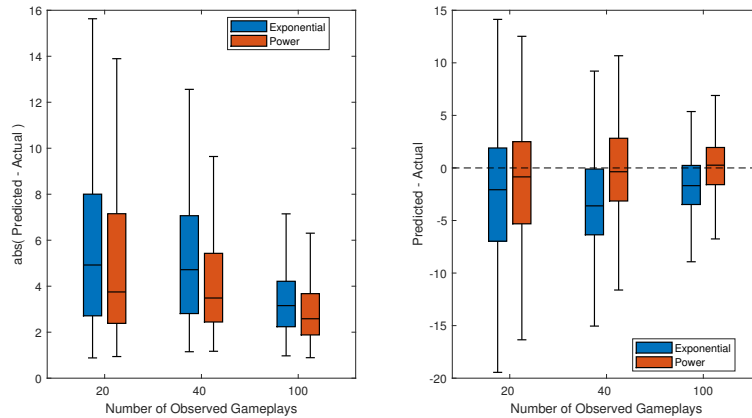 16
14
12
10
8
6
4
2
0
abs( Predicted - Actual )
20 40 100
Number of Observed Gameplays
Exponential
Power
15
10
5
0
-5
-10
-15
-20
Predicted - Actual
20 40 100
Number of Observed Gameplays
Exponential
Power